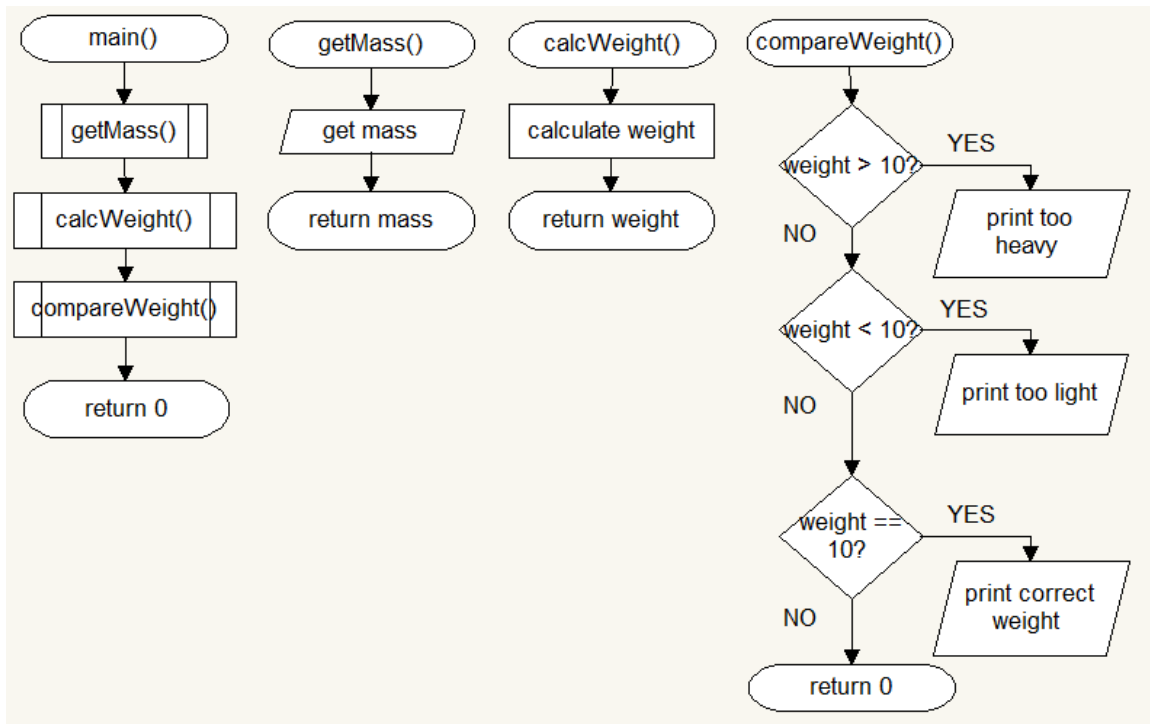 main()
getMass()
calcWeight()
compareWeight()
return 0
getMass()
get mass
return mass
calcWeight()
calculate weight
return weight
compareWeight()
weight > 10?
YES
print too
heavy
NO
weight < 10?
YES
print too light
NO
weight ==
10?
YES
print correct
weight
NO
return 0